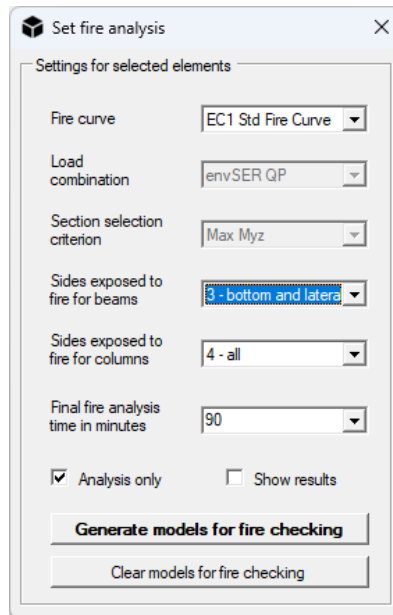 Set fire analysis
Settings for selected elements
Fire curve
EC1 Std Fire Curve
Load
combination
envSER QP
Section selection
criterion
Max Myz
Sides exposed to
fire for beams
3 - bottom and latera
Sides exposed to
fire for columns
4 - all
Final fire analysis
time in minutes
90
Analysis only
Show results
Generate models for fire checking
Clear models for fire checking